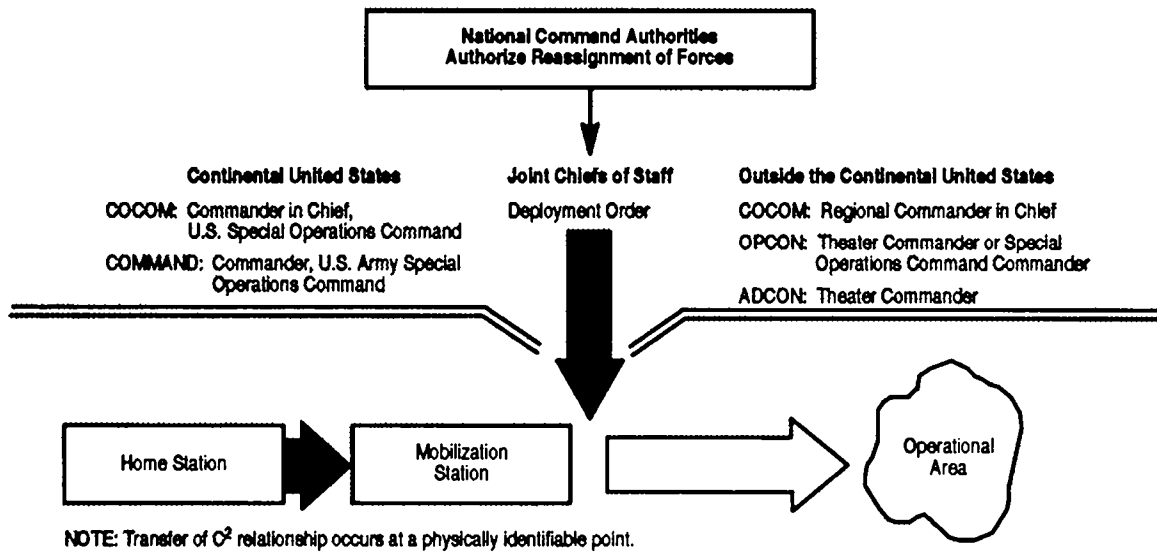 National Command Authorities
Authorize Reassignment of Forces
Continental United States
COCOM: Commander in Chief,
U.S. Special Operations Command
COMMAND: Commander, U.S. Army Special
Operations Command
Joint Chiefs of Staff
Deployment Order
Outside the Continental United States
COCOM: Regional Commander in Chief
OPCON: Theater Commander or Special
Operations Command Commander
ADCON: Theater Commander
Home Station
Mobilization
Station
Operational
Area
NOTE: Transfer of C² relationship occurs at a physically identifiable point.